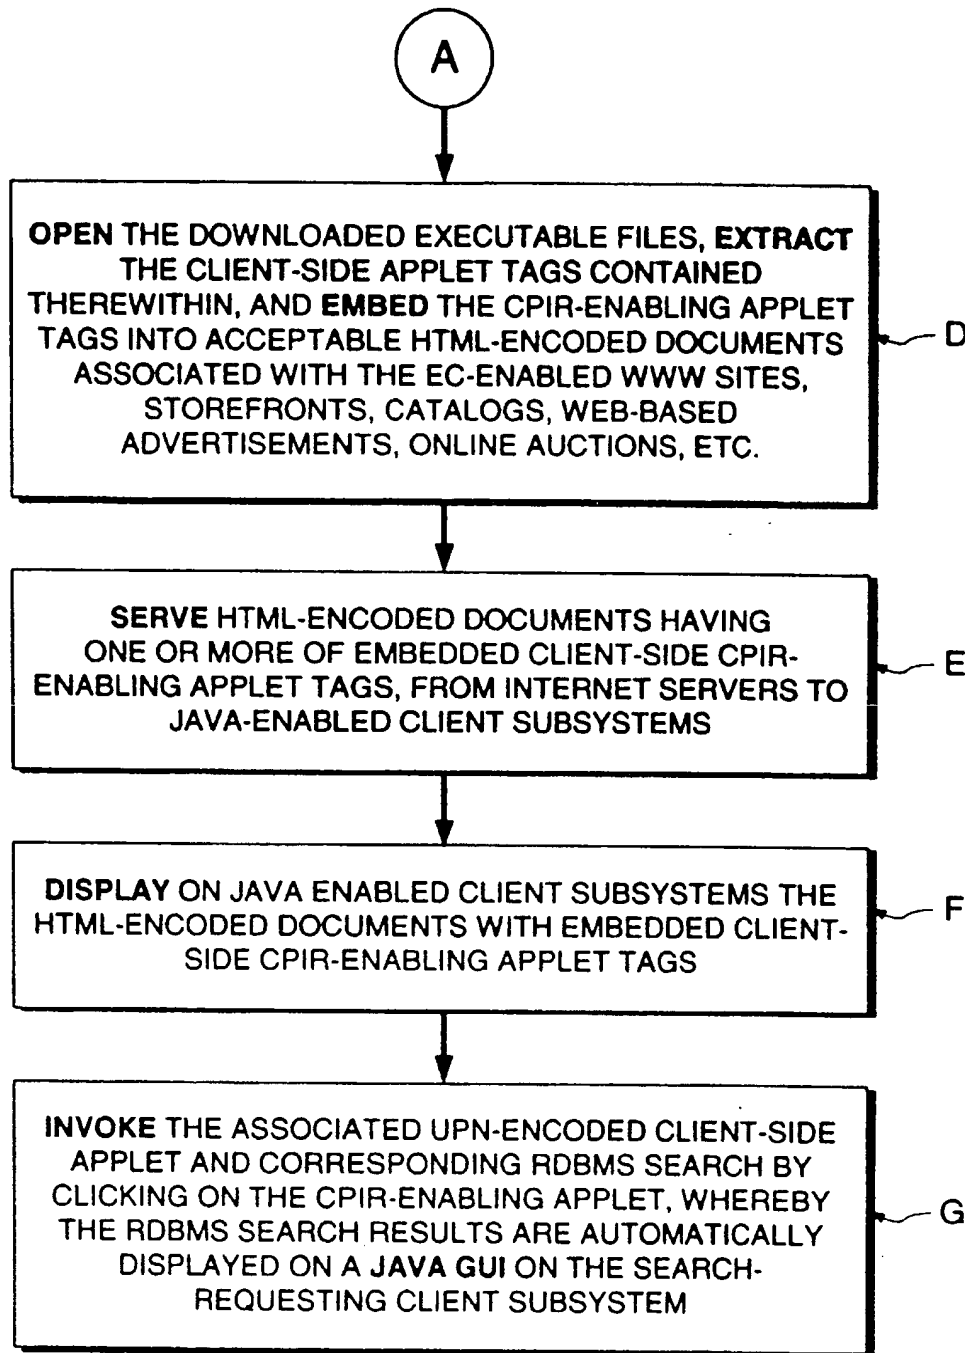 A
OPEN THE DOWNLOADED EXECUTABLE FILES, EXTRACT
THE CLIENT-SIDE APPLET TAGS CONTAINED
THEREWITHIN, AND EMBED THE CPIR-ENABLING APPLET
TAGS INTO ACCEPTABLE HTML-ENCODED DOCUMENTS
ASSOCIATED WITH THE EC-ENABLED WWW SITES,
STOREFRONTS, CATALOGS, WEB-BASED
ADVERTISEMENTS, ONLINE AUCTIONS, ETC.
D
SERVE HTML-ENCODED DOCUMENTS HAVING
ONE OR MORE OF EMBEDDED CLIENT-SIDE CPIR-
ENABLING APPLET TAGS, FROM INTERNET SERVERS TO
JAVA-ENABLED CLIENT SUBSYSTEMS
E
DISPLAY ON JAVA ENABLED CLIENT SUBSYSTEMS THE
HTML-ENCODED DOCUMENTS WITH EMBEDDED CLIENT-
SIDE CPIR-ENABLING APPLET TAGS
F
INVOKE THE ASSOCIATED UPN-ENCODED CLIENT-SIDE
APPLET AND CORRESPONDING RDBMS SEARCH BY
CLICKING ON THE CPIR-ENABLING APPLET, WHEREBY
THE RDBMS SEARCH RESULTS ARE AUTOMATICALLY
DISPLAYED ON A JAVA GUI ON THE SEARCH-
REQUESTING CLIENT SUBSYSTEM
G